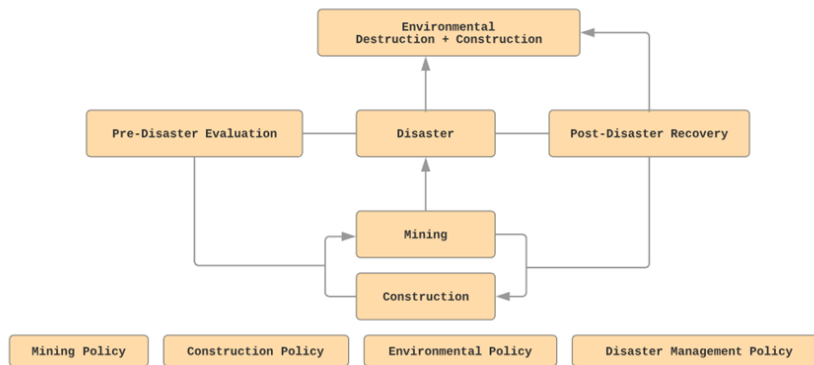 Environmental
Destruction + Construction
Pre-Disaster Evaluation
Disaster
Post-Disaster Recovery
Mining
Construction
Mining Policy
Construction Policy
Environmental Policy
Disaster Management Policy